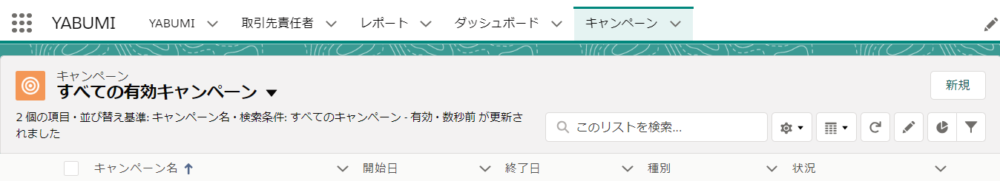 YABUMI YABUMI 取引先責任者 レポート ダッシュボード キャンペーン
キャンペーン
すべての有効キャンペーン
新規
2 個の項目・並び替え基準: キャンペーン名・検索条件: すべてのキャンペーン - 有効・数秒前 が更新さ
れました
このリストを検索...
キャンペーン名 開始日 終了日 種別 状況